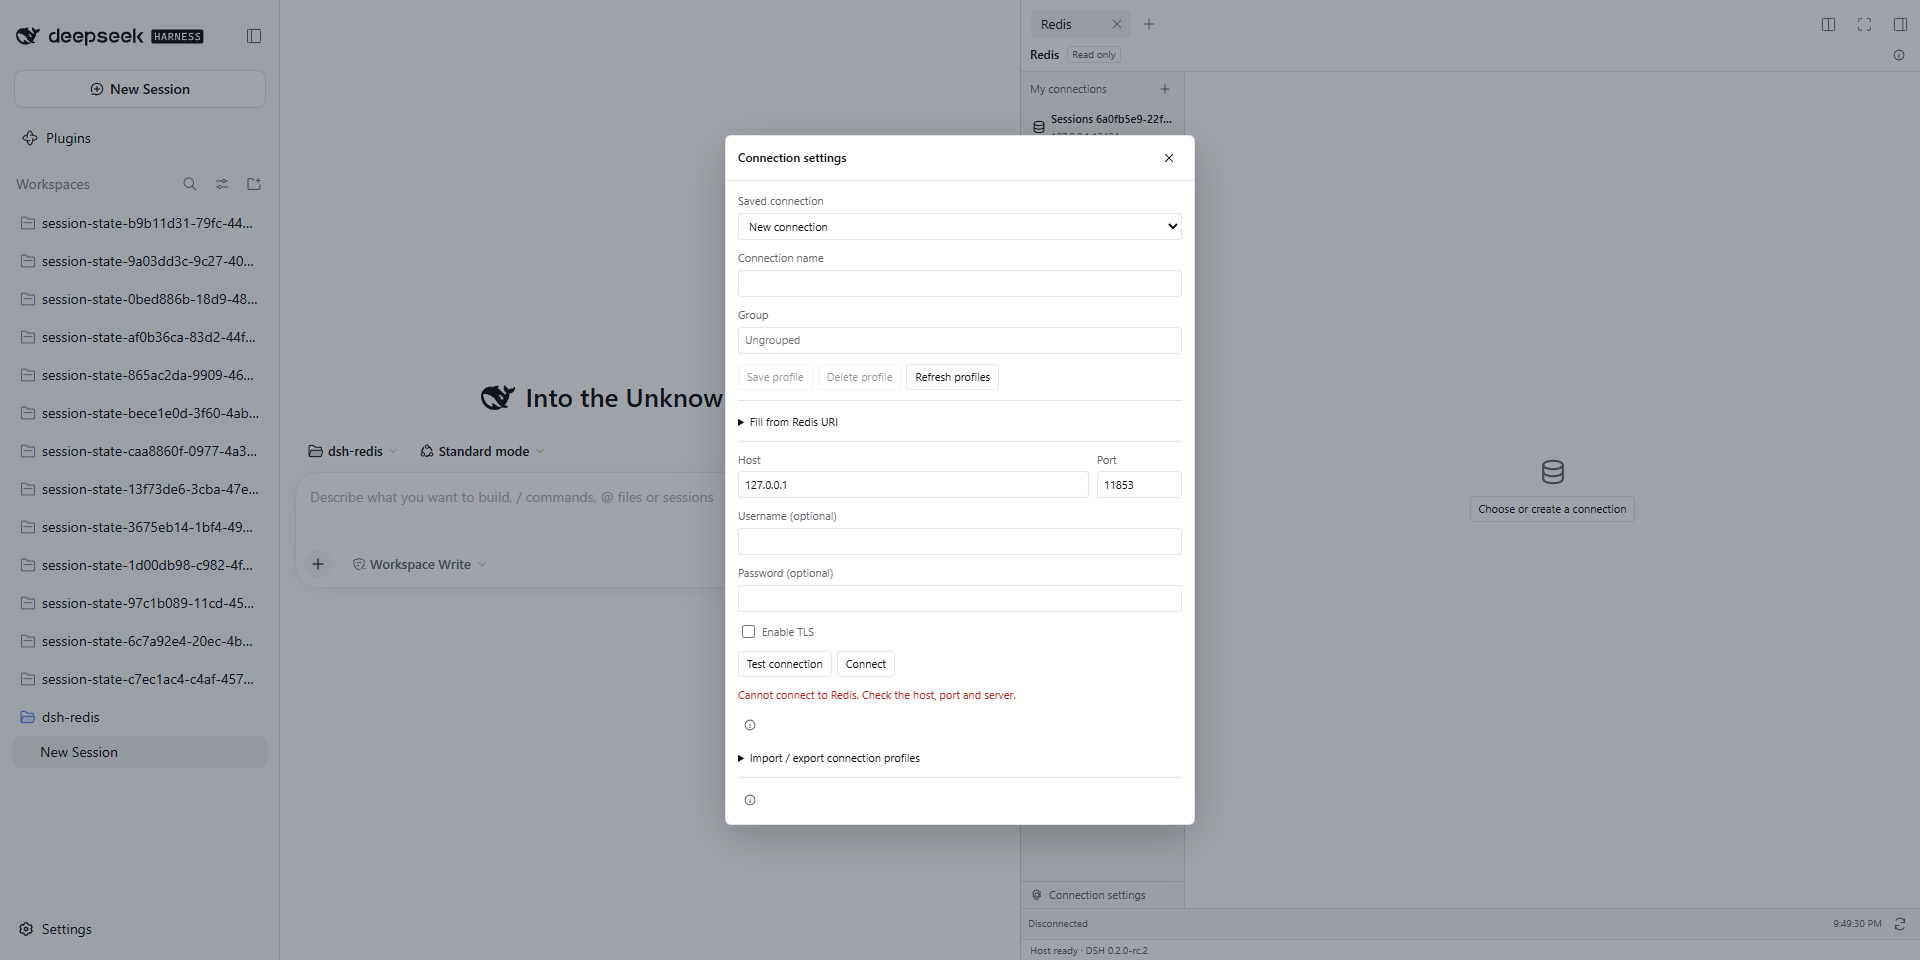 deepseek HARNESS
New Session
Plugins
Workspaces
session-state-b9b11d31-79fc-44...
session-state-9a03dd3c-9c27-40...
session-state-0bed886b-18d9-48...
session-state-af0b36ca-83d2-44f...
session-state-865ac2da-9909-46...
session-state-bece1e0d-3f60-4ab...
session-state-caa8860f-0977-4a3...
session-state-13f73de6-3cba-47e...
session-state-3675eb14-1bf4-49...
session-state-1d00db98-c982-4f...
session-state-97c1b089-11cd-45...
session-state-6c7a92e4-20ec-4b...
session-state-c7ec1ac4-c4af-457...
dsh-redis
New Session
Settings
Into the Unknow
dsh-redis
Standard mode
Describe what you want to build, / commands, @ files or sessions
Workspace Write
Connection settings
Saved connection
New connection
Connection name
Group
Ungrouped
Save profile
Delete profile
Refresh profiles
Fill from Redis URI
Host
Port
127.0.0.1
11853
Username (optional)
Password (optional)
Enable TLS
Test connection
Connect
Cannot connect to Redis. Check the host, port and server.
Import / export connection profiles
Redis
Redis
Read only
My connections
Sessions 6a0fb5e9-22f...
Choose or create a connection
Connection settings
Disconnected
9:49:30 PM
Host ready · DSH 0.2.0-rc.2